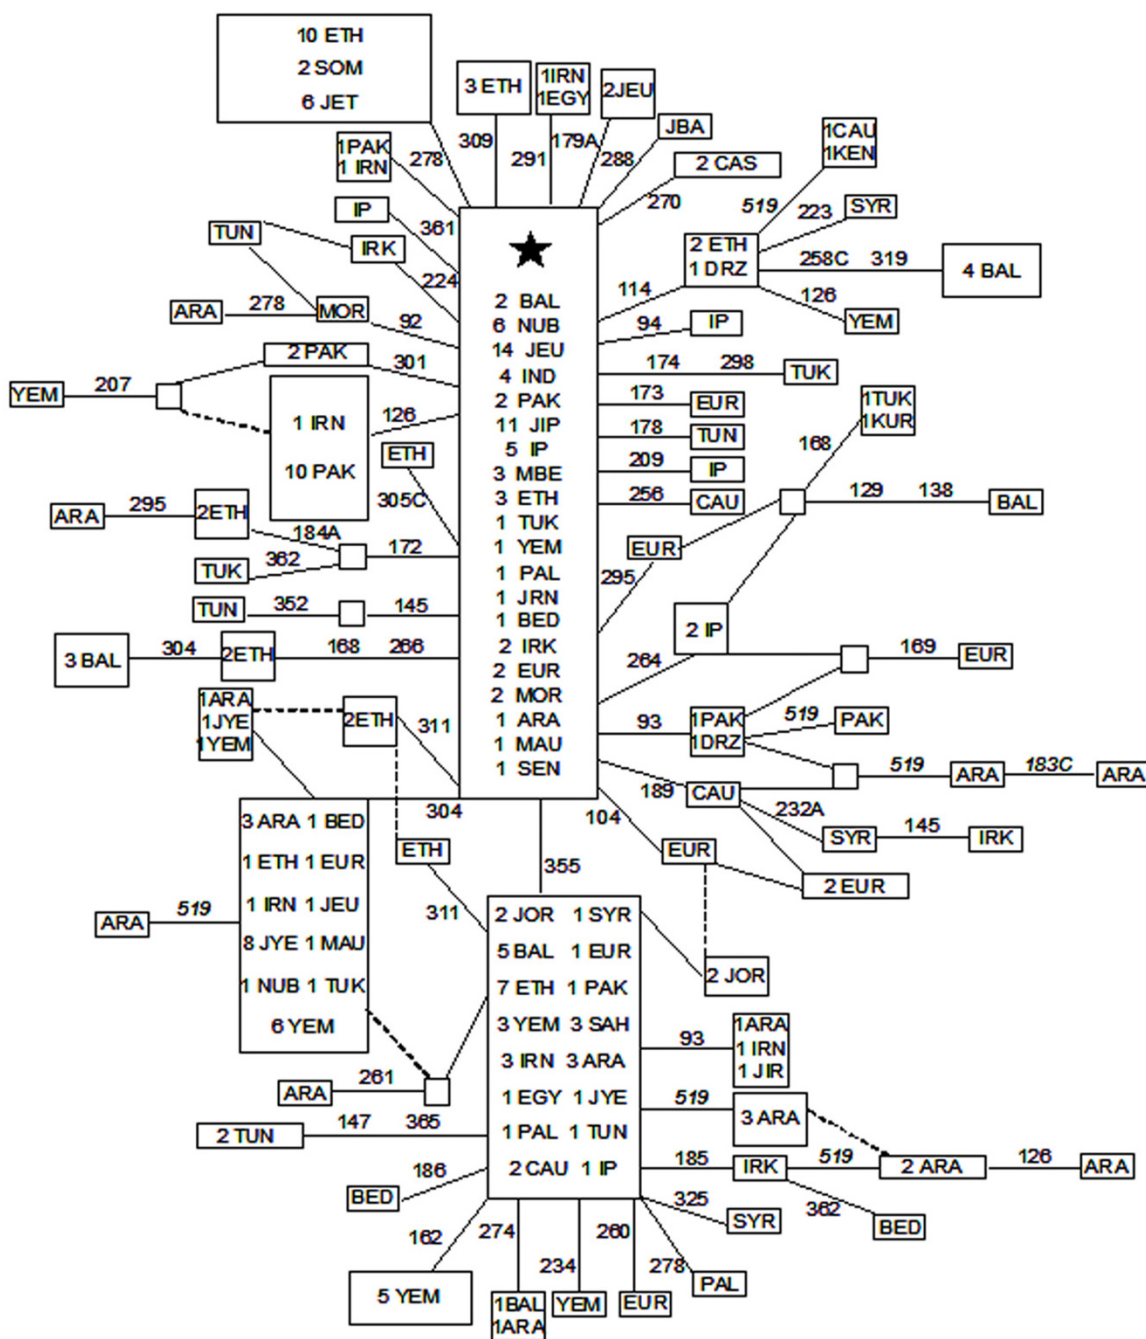 10 ETH
2 SOM
6 JET
3 ETH
1IRN
1EGY
2JEU
JBA
2 CAS
1CAU
1KEN
309
291
179A
288
278
270
1PAK
1 IRN
361
IP
519
223
SYR
TUN
IRK
224
2 ETH
1 DRZ
258C
319
4 BAL
114
126
YEM
ARA
278
MOR
92
94
IP
2 PAK
301
174
298
TUK
YEM
207
1 IRN
10 PAK
126
173
EUR
1TUK
1KUR
178
TUN
168
ETH
305C
209
IP
256
CAU
129
138
BAL
ARA
295
2ETH
184A
172
TUK
362
EUR
295
TUN
352
145
3 BAL
304
2ETH
168
266
2 IP
264
169
EUR
2 BAL
6 NUB
14 JEU
4 IND
2 PAK
11 JIP
5 IP
3 MBE
3 ETH
1 TUK
1 YEM
1 PAL
1 JRN
1 BED
2 IRK
2 EUR
2 MOR
1 ARA
1 MAU
1 SEN
1ARA
1JYE
1YEM
2ETH
311
93
1PAK
1DRZ
519
PAK
519
ARA
183C
ARA
189
CAU
232A
SYR
145
IRK
304
104
EUR
2 EUR
ETH
355
311
3 ARA 1 BED
1 ETH 1 EUR
1 IRN 1 JEU
8 JYE 1 MAU
1 NUB 1 TUK
6 YEM
ARA
519
2 JOR 1 SYR
5 BAL 1 EUR
7 ETH 1 PAK
3 YEM 3 SAH
3 IRN 3 ARA
1 EGY 1 JYE
1 PAL 1 TUN
2 CAU 1 IP
2 JOR
93
1ARA
1 IRN
1 JIR
ARA
261
519
3 ARA
2 TUN
147
365
185
IRK
519
2 ARA
126
ARA
BED
186
325
SYR
362
BED
162
274
234
260
278
PAL
5 YEM
1BAL
1ARA
YEM
EUR